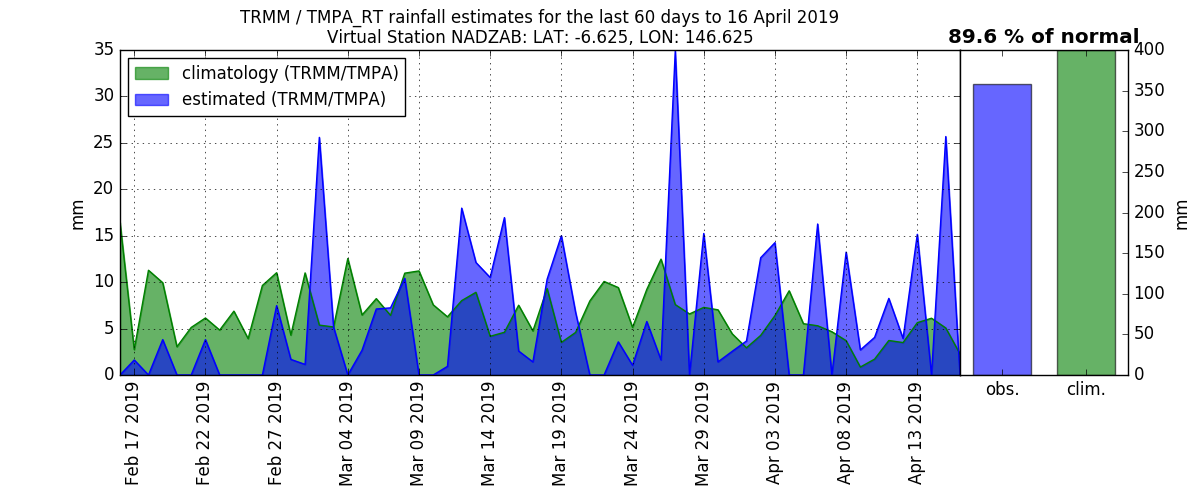 TRMM / TMPA_RT rainfall estimates for the last 60 days to 16 April 2019
Virtual Station NADZAB: LAT: -6.625, LON: 146.625
89.6 % of normal
climatology (TRMM/TMPA)
estimated (TRMM/TMPA)
35
30
25
20
15
10
5
0
mm
Feb 17 2019
Feb 22 2019
Feb 27 2019
Mar 04 2019
Mar 09 2019
Mar 14 2019
Mar 19 2019
Mar 24 2019
Mar 29 2019
Apr 03 2019
Apr 08 2019
Apr 13 2019
400
350
300
250
200
150
100
50
0
mm
obs.
clim.